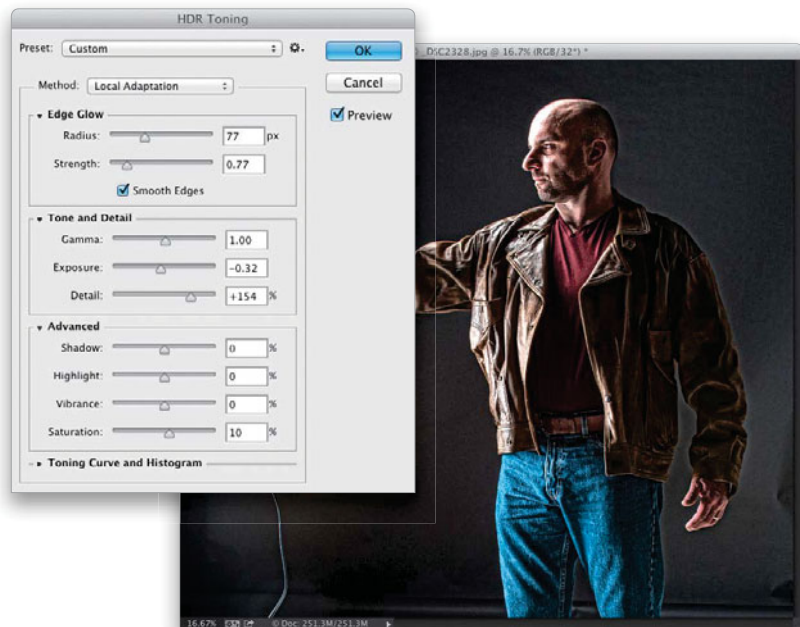 HDR Toning
Preset: Custom
OK
Method: Local Adaptation
Cancel
Preview
Edge Glow
Radius: 77 px
Strength: 0.77
Smooth Edges
Tone and Detail
Gamma: 1.00
Exposure: -0.32
Detail: +154 %
Advanced
Shadow: 0 %
Highlight: 0 %
Vibrance: 0 %
Saturation: 10 %
Toning Curve and Histogram
_DSC2328.jpg @ 16.7% (RGB/32*) *
16.67% Doc: 251.3M/251.3M